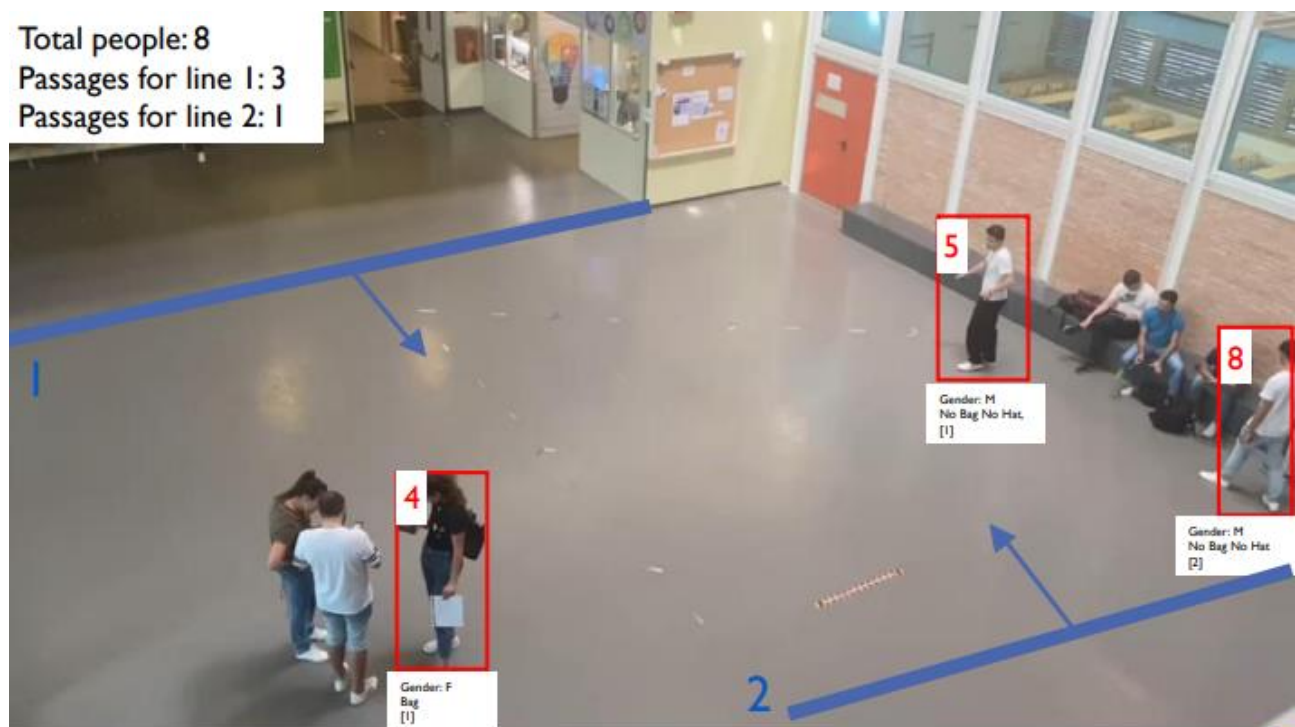 Total people: 8
Passages for line 1: 3
Passages for line 2: 1
5
8
1
Gender: M
No Bag No Hat,
[1]
4
Gender: M
No Bag No Hat
[2]
Gender: F
Bag
[1]
2